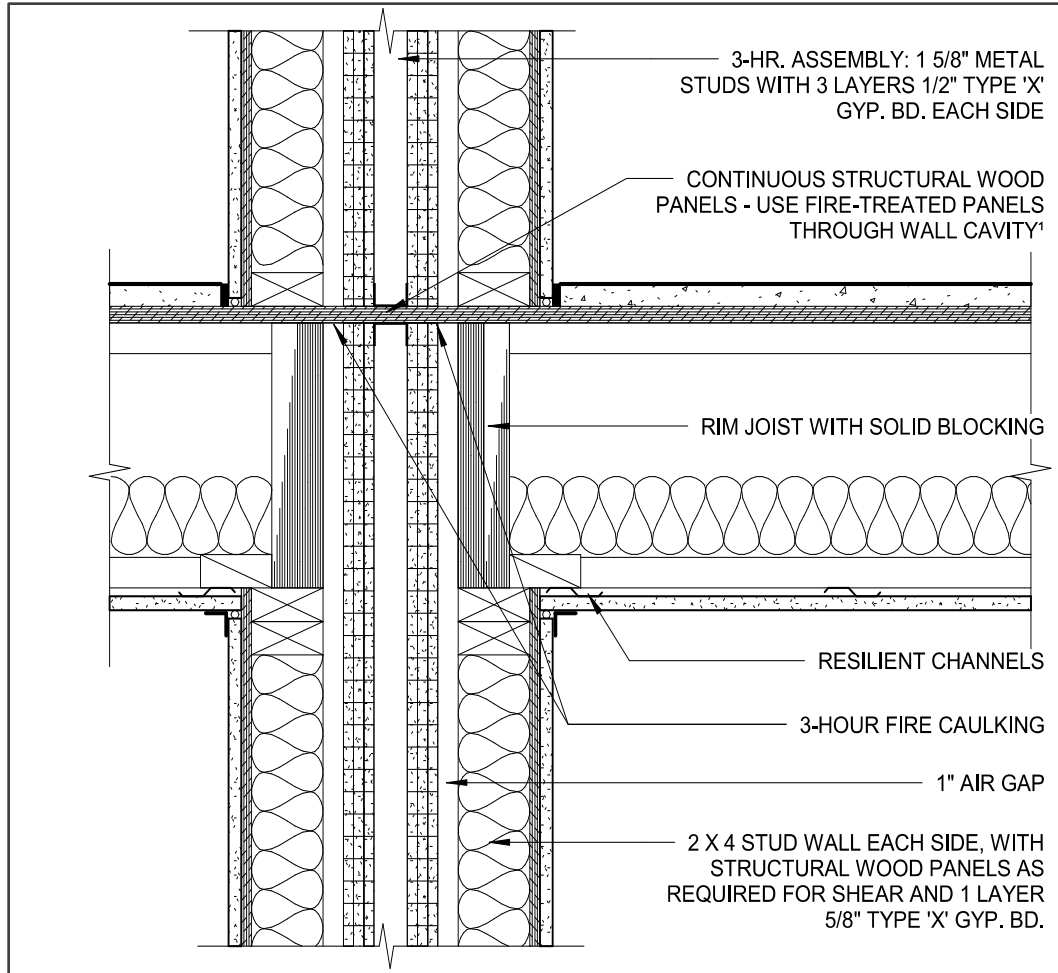 3-HR. ASSEMBLY: 1 5/8" METAL
STUDS WITH 3 LAYERS 1/2" TYPE 'X'
GYP. BD. EACH SIDE
CONTINUOUS STRUCTURAL WOOD
PANELS - USE FIRE-TREATED PANELS
THROUGH WALL CAVITY¹
RIM JOIST WITH SOLID BLOCKING
RESILIENT CHANNELS
3-HOUR FIRE CAULKING
1" AIR GAP
2 X 4 STUD WALL EACH SIDE, WITH
STRUCTURAL WOOD PANELS AS
REQUIRED FOR SHEAR AND 1 LAYER
5/8" TYPE 'X' GYP. BD.